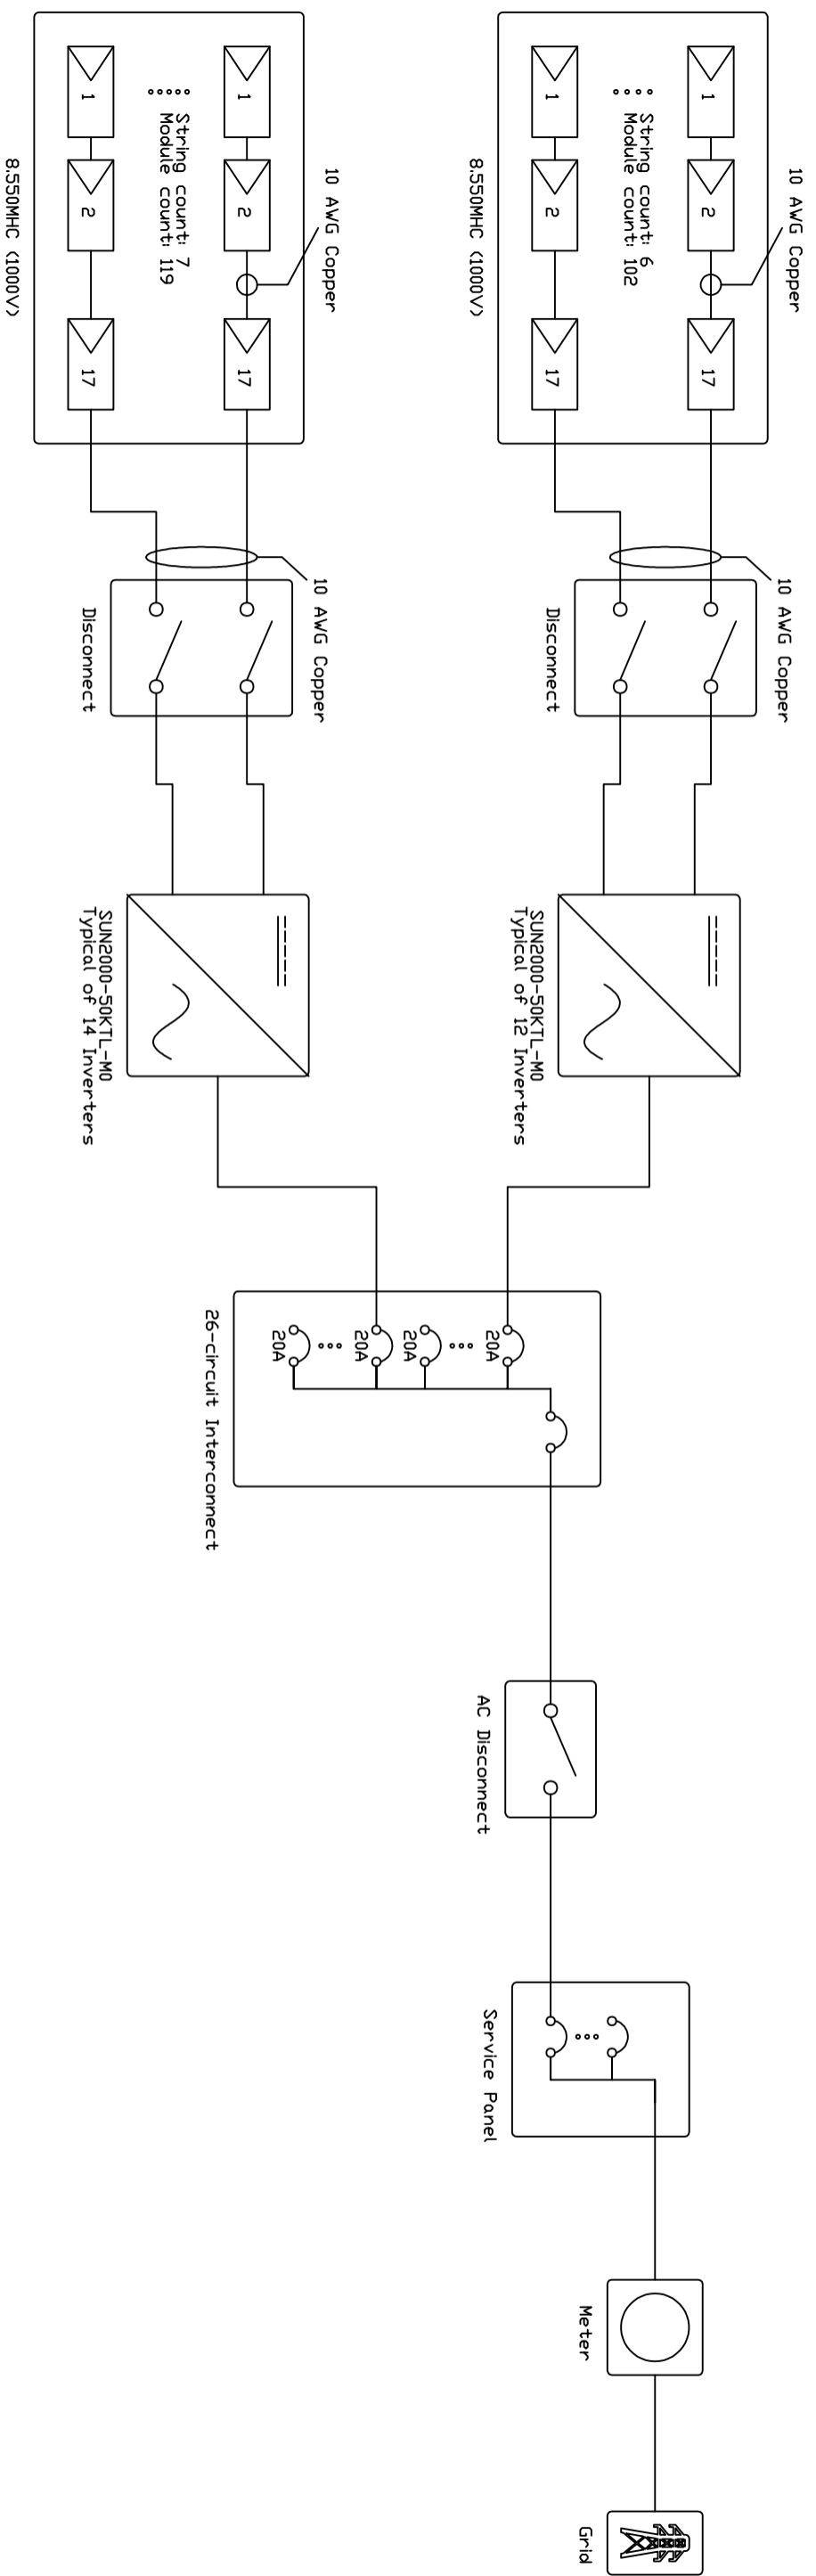 10 AWG Copper
1
2
17
String count: 6
Module count: 102
1
2
17
8.550MHC (1000V)
10 AWG Copper
Disconnect
SUN2000-50KTL-M0
Typical of 12 Inverters
10 AWG Copper
1
2
17
String count: 7
Module count: 119
1
2
17
8.550MHC (1000V)
10 AWG Copper
Disconnect
SUN2000-50KTL-M0
Typical of 14 Inverters
20A
20A
20A
20A
26-circuit Interconnect
AC Disconnect
Service Panel
Meter
Grid